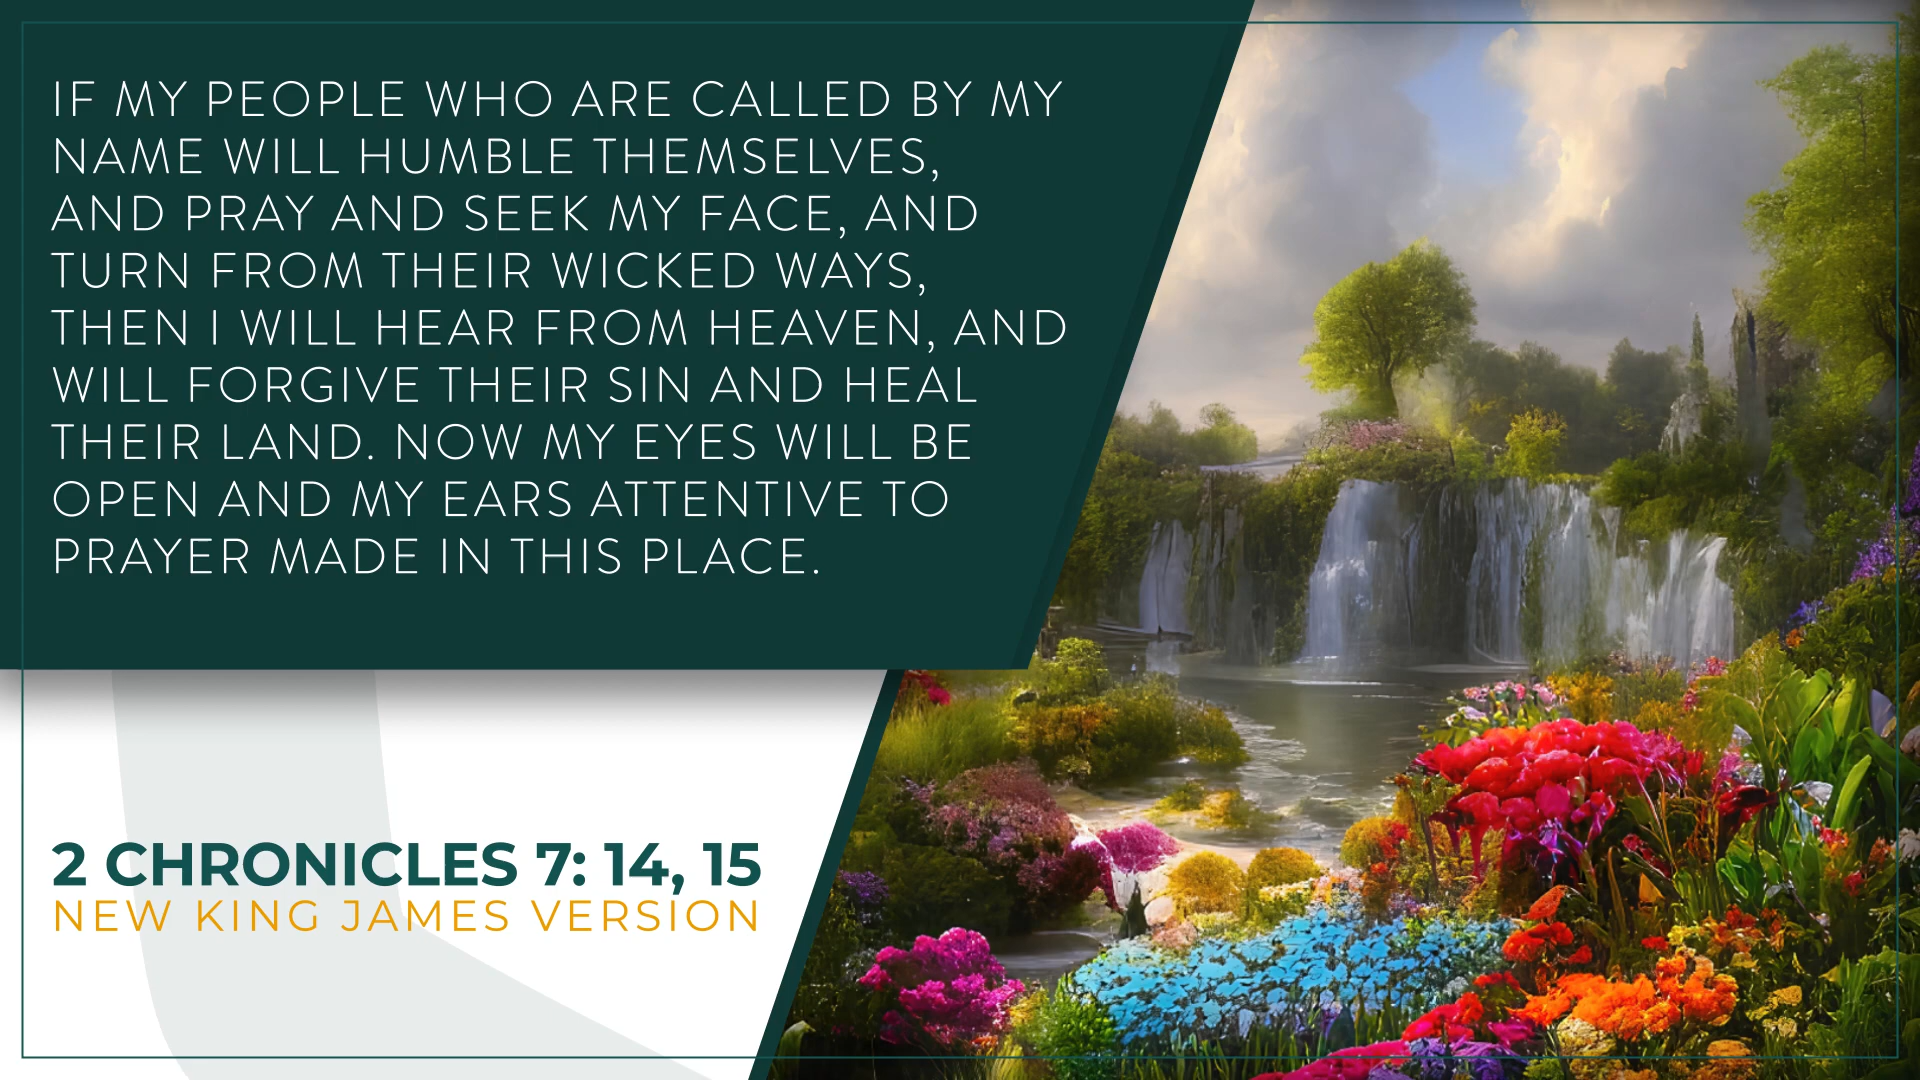 IF MY PEOPLE WHO ARE CALLED BY MY
NAME WILL HUMBLE THEMSELVES,
AND PRAY AND SEEK MY FACE, AND
TURN FROM THEIR WICKED WAYS,
THEN I WILL HEAR FROM HEAVEN, AND
WILL FORGIVE THEIR SIN AND HEAL
THEIR LAND. NOW MY EYES WILL BE
OPEN AND MY EARS ATTENTIVE TO
PRAYER MADE IN THIS PLACE.
2 CHRONICLES 7: 14, 15
NEW KING JAMES VERSION